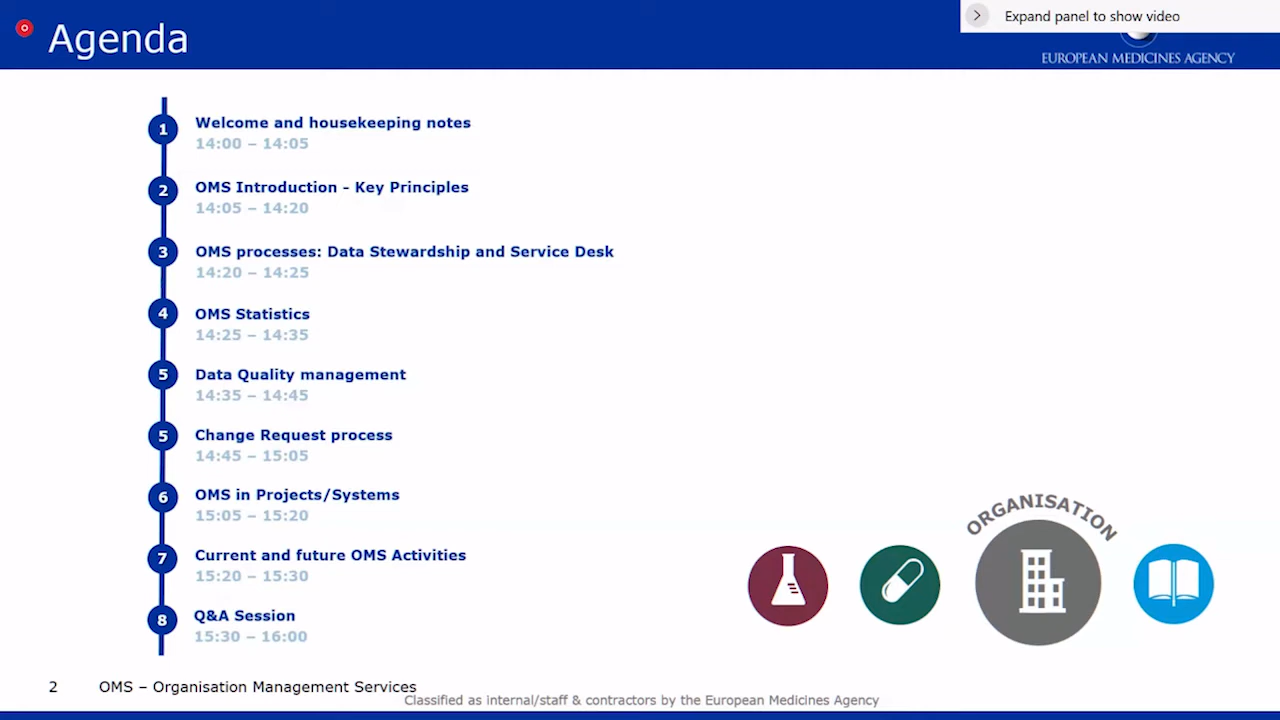 Expand panel to show video
Agenda
EUROPEAN MEDICINES AGENCY
1 Welcome and housekeeping notes
14:00 – 14:05
2 OMS Introduction - Key Principles
14:05 – 14:20
3 OMS processes: Data Stewardship and Service Desk
14:20 – 14:25
4 OMS Statistics
14:25 – 14:35
5 Data Quality management
14:35 – 14:45
5 Change Request process
14:45 – 15:05
6 OMS in Projects/Systems
15:05 – 15:20
7 Current and future OMS Activities
15:20 – 15:30
8 Q&A Session
15:30 – 16:00
ORGANISATION
2 OMS – Organisation Management Services
Classified as internal/staff & contractors by the European Medicines Agency